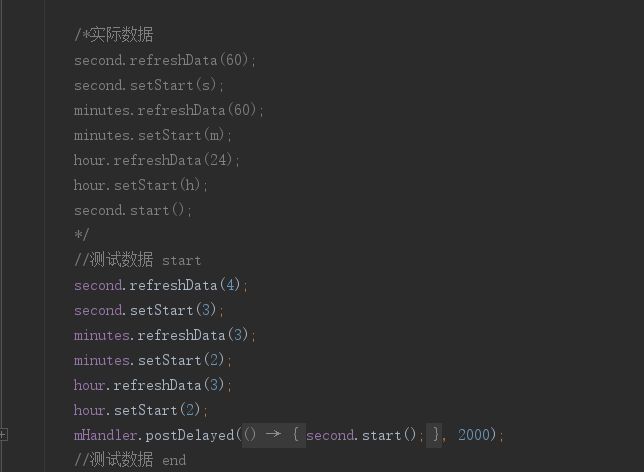 /*实际数据
second.refreshData(60);
second.setStart(s);
minutes.refreshData(60);
minutes.setStart(m);
hour.refreshData(24);
hour.setStart(h);
second.start();
*/
//测试数据 start
second.refreshData(4);
second.setStart(3);
minutes.refreshData(3);
minutes.setStart(2);
hour.refreshData(3);
hour.setStart(2);
mHandler.postDelayed(() → { second.start(); }, 2000);
//测试数据 end